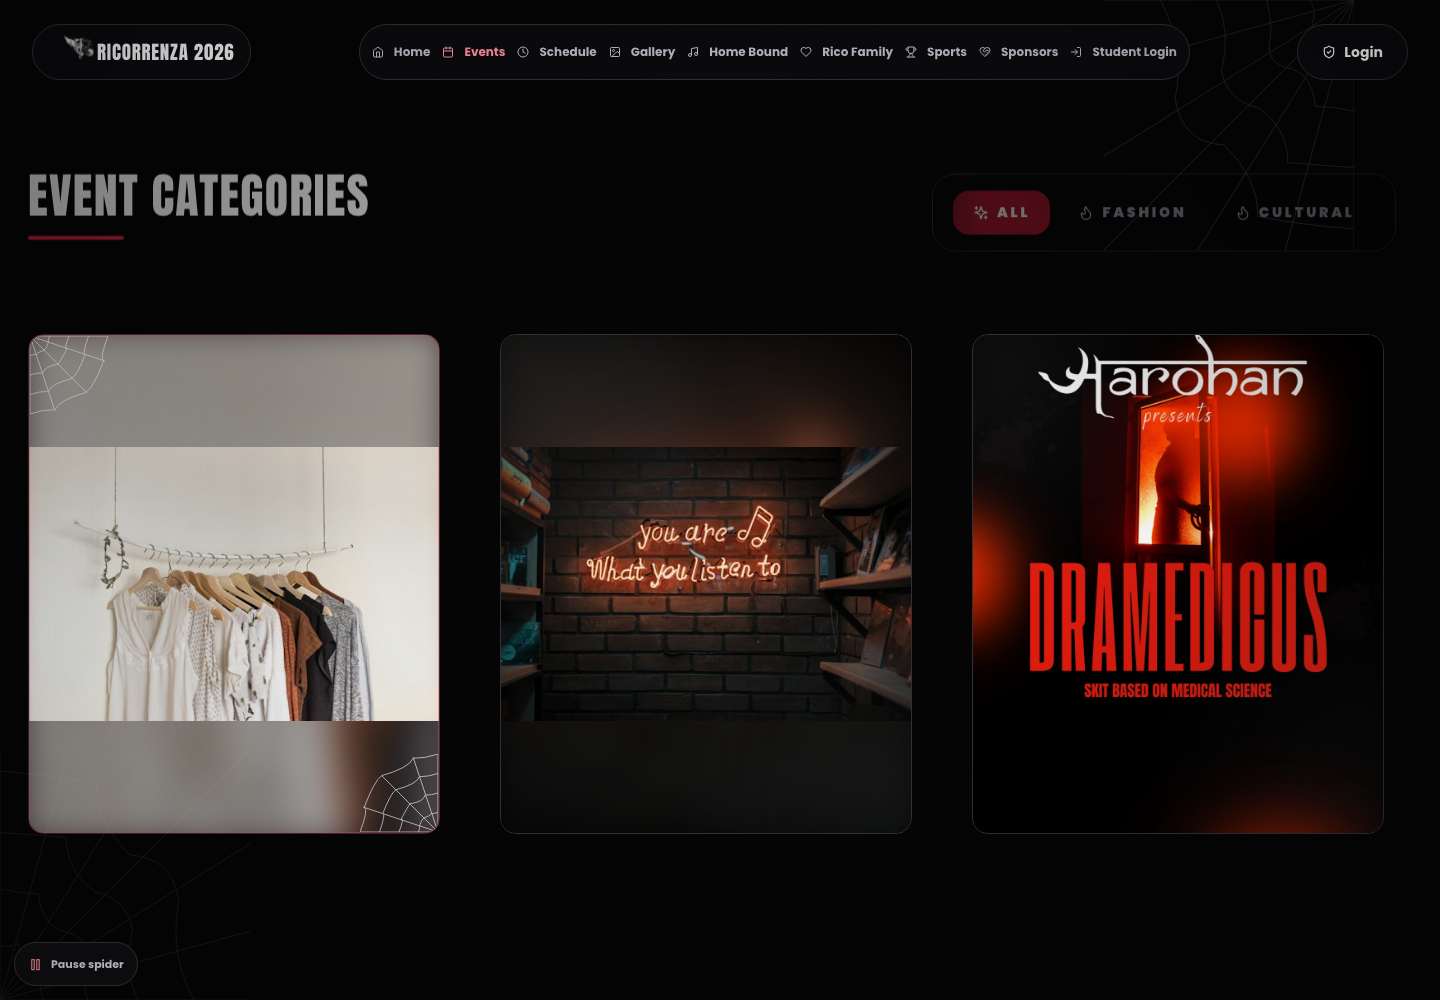 RICORRENZA 2026
Home
Events
Schedule
Gallery
Home Bound
Rico Family
Sports
Sponsors
Student Login
Login
EVENT CATEGORIES
ALL
FASHION
CULTURAL
you are
What you listen to
Aarohan
presents
DRAMEDICUS
SKIT BASED ON MEDICAL SCIENCE
Pause spider